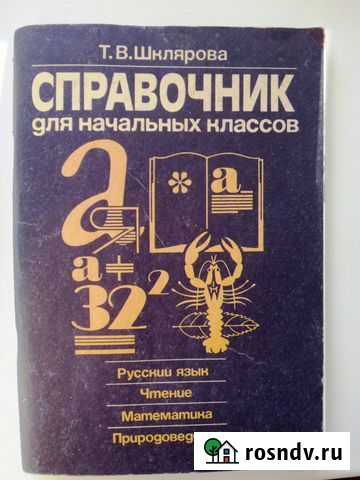 Т.В.Шклярова
СПРАВОЧНИК
для начальных классов
а
а+
32²
Русский язык
Чтение
Математика
rosndv.ru